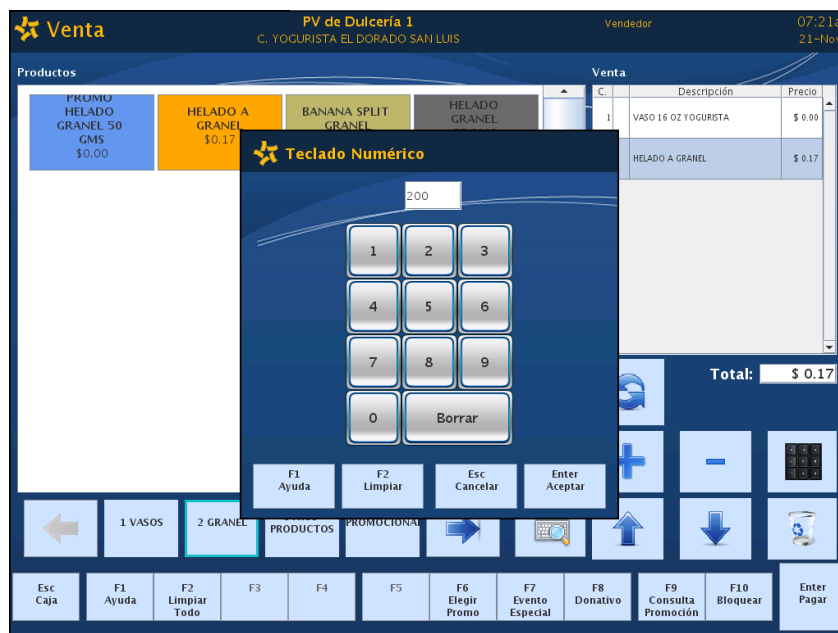 Venta
PV de Dulcería 1
C. YOGURISTA EL DORADO SAN LUIS
Vendedor
07:21a
21-Nov
Productos
PROMO
HELADO
GRANEL 50
GMS
$0.00
HELADO A
GRANEL
$0.17
BANANA SPLIT
GRANEL
HELADO
GRANEL
Venta
C.
Descripción
Precio
1
VASO 16 OZ YOGURISTA
$ 0.00
HELADO A GRANEL
$ 0.17
Teclado Numérico
200
1
2
3
4
5
6
7
8
9
0
Borrar
F1
Ayuda
F2
Limpiar
Esc
Cancelar
Enter
Aceptar
Total:
$ 0.17
1 VASOS
2 GRANEL
PRODUCTOS
PROMOCIONAL
Esc
Caja
F1
Ayuda
F2
Limpiar
Todo
F3
F4
F5
F6
Elegir
Promo
F7
Evento
Especial
F8
Donativo
F9
Consulta
Promoción
F10
Bloquear
Enter
Pagar